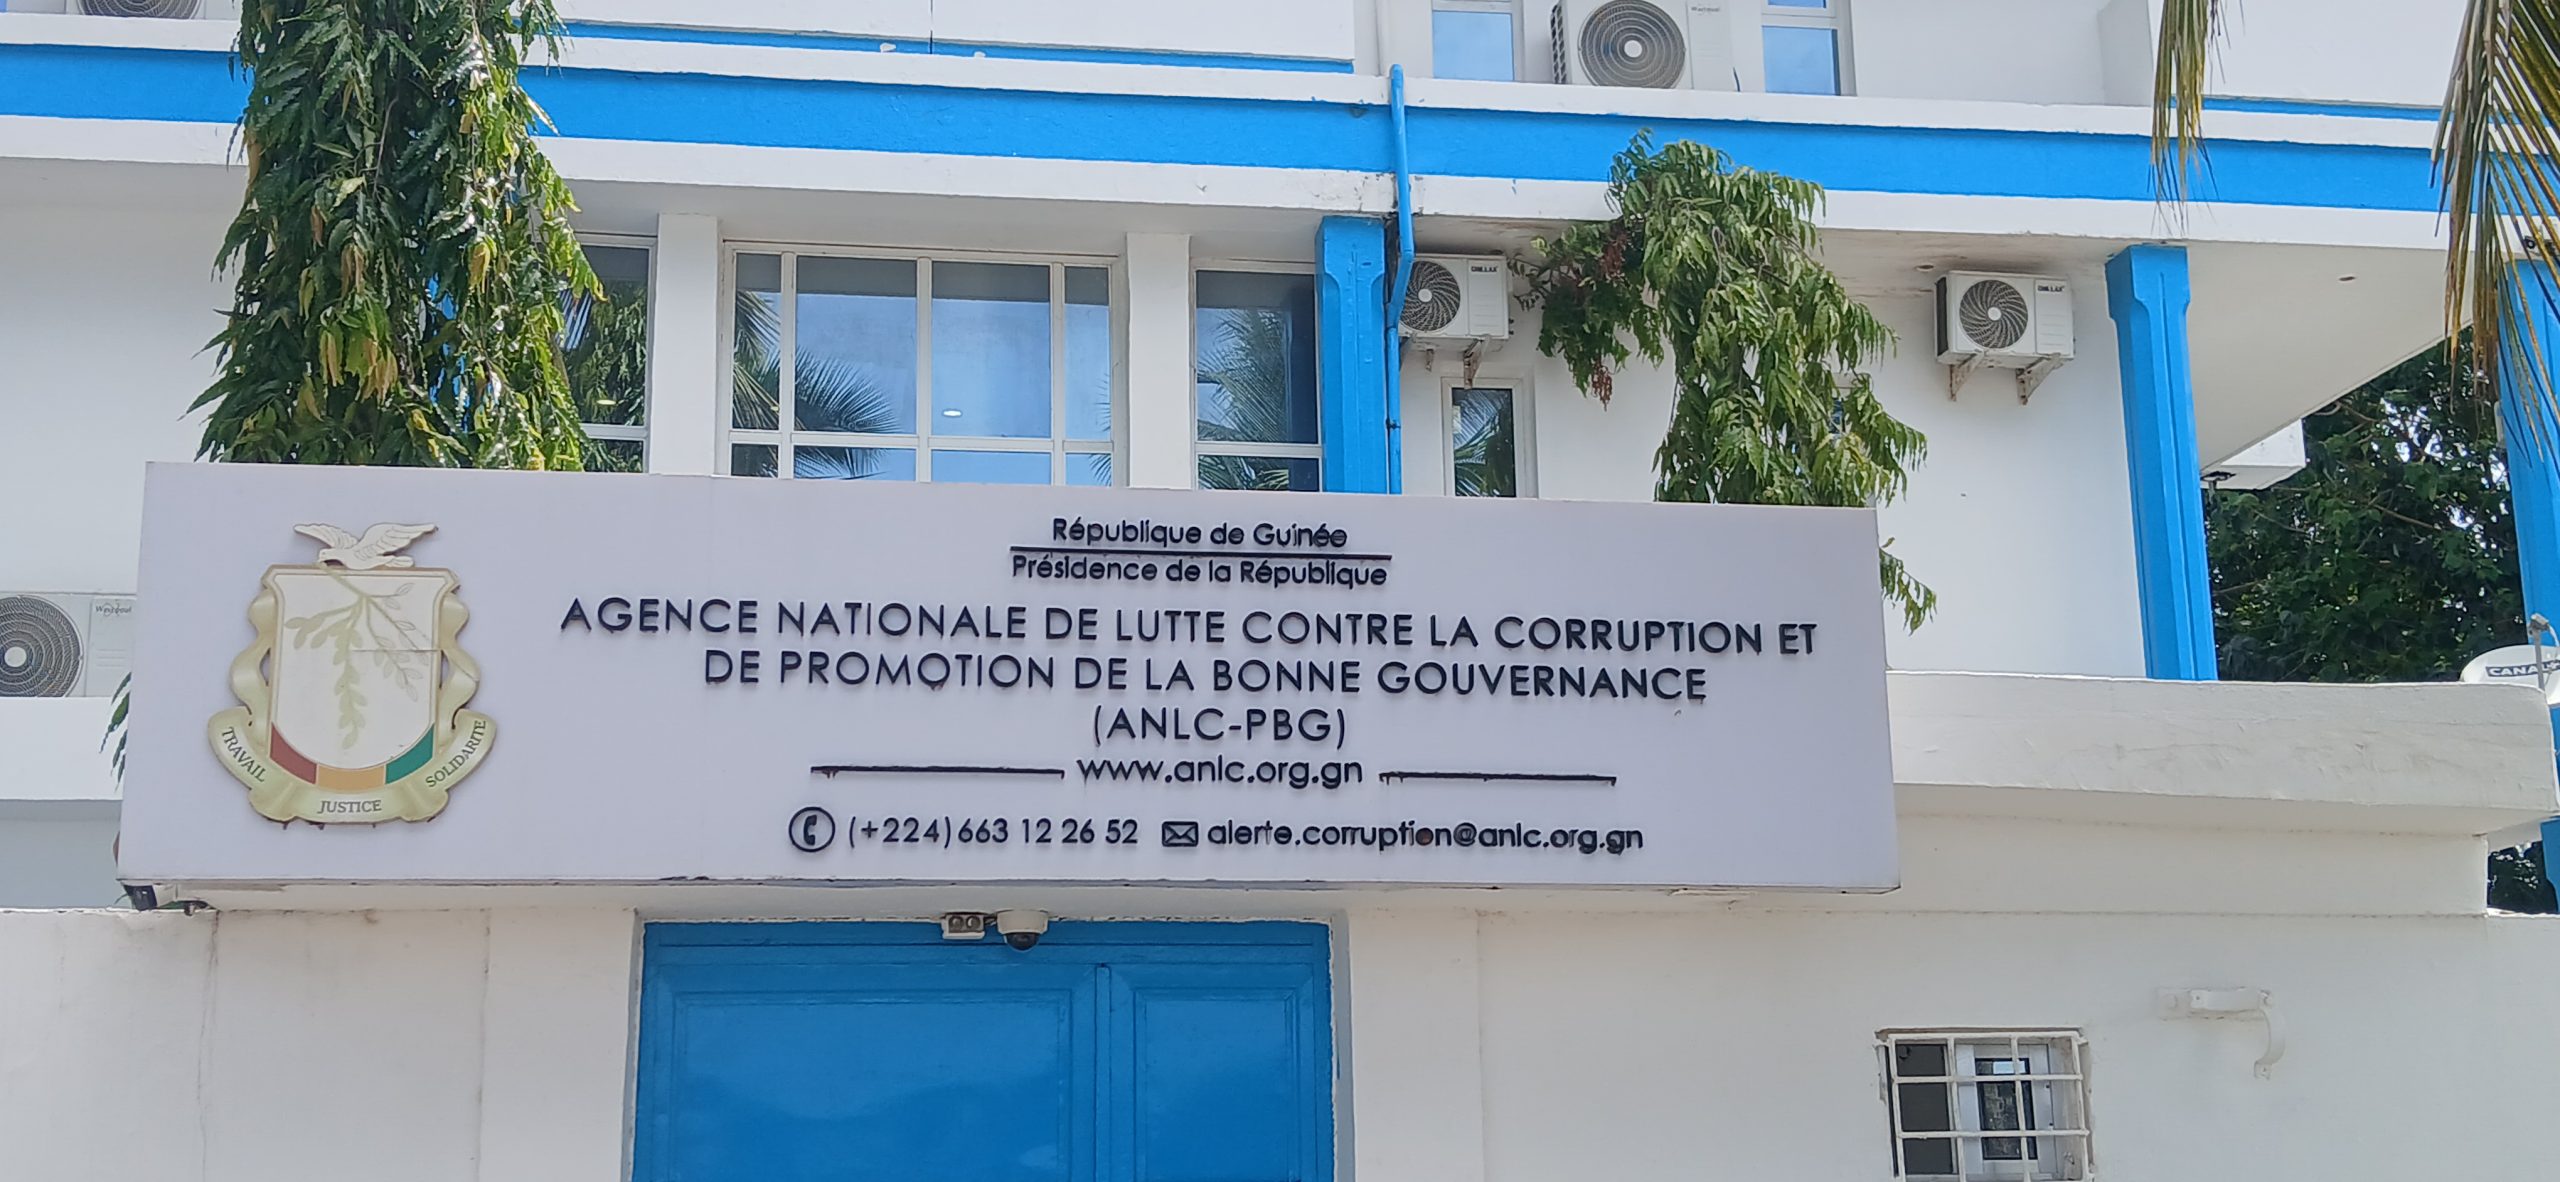 République de Guinée
Présidence de la République
AGENCE NATIONALE DE LUTTE CONTRE LA CORRUPTION ET
DE PROMOTION DE LA BONNE GOUVERNANCE
(ANLC-PBG)
www.anlc.org.gn
(+224) 663 12 26 52 alerte.corruption@anlc.org.gn
TRAVAIL
JUSTICE
SOLIDARITE